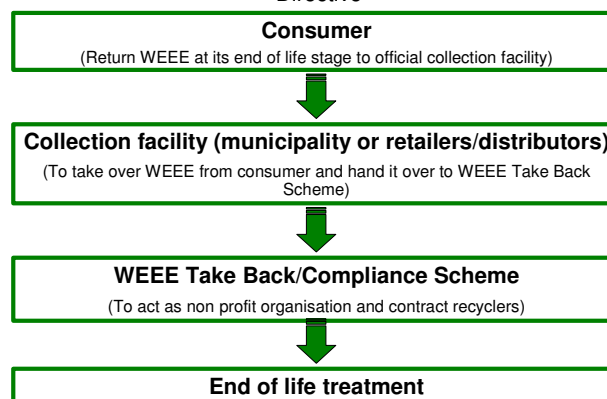 Directive
Consumer
(Return WEEE at its end of life stage to official collection facility)
Collection facility (municipality or retailers/distributors)
(To take over WEEE from consumer and hand it over to WEEE Take Back
Scheme)
WEEE Take Back/Compliance Scheme
(To act as non profit organisation and contract recyclers)
End of life treatment